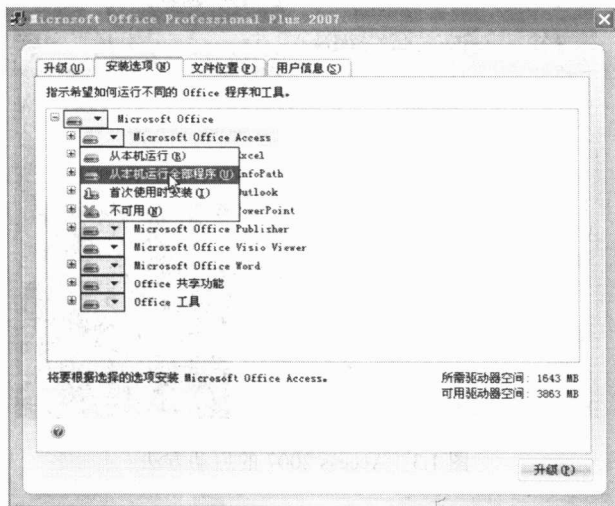 Microsoft Office Professional Plus 2007
升级(U) 安装选项(N) 文件位置(F) 用户信息(S)
指示希望如何运行不同的 Office 程序和工具。
Microsoft Office
Microsoft Office Access
从本机运行(R) xcel
从本机运行全部程序(U) nfoPath
首次使用时安装(I) utlook
不可用(N) owerPoint
Microsoft Office Publisher
Microsoft Office Visio Viewer
Microsoft Office Word
Office 共享功能
Office 工具
将要根据选择的选项安装 Microsoft Office Access。
所需驱动器空间: 1643 MB
可用驱动器空间: 3863 MB
升级(P)